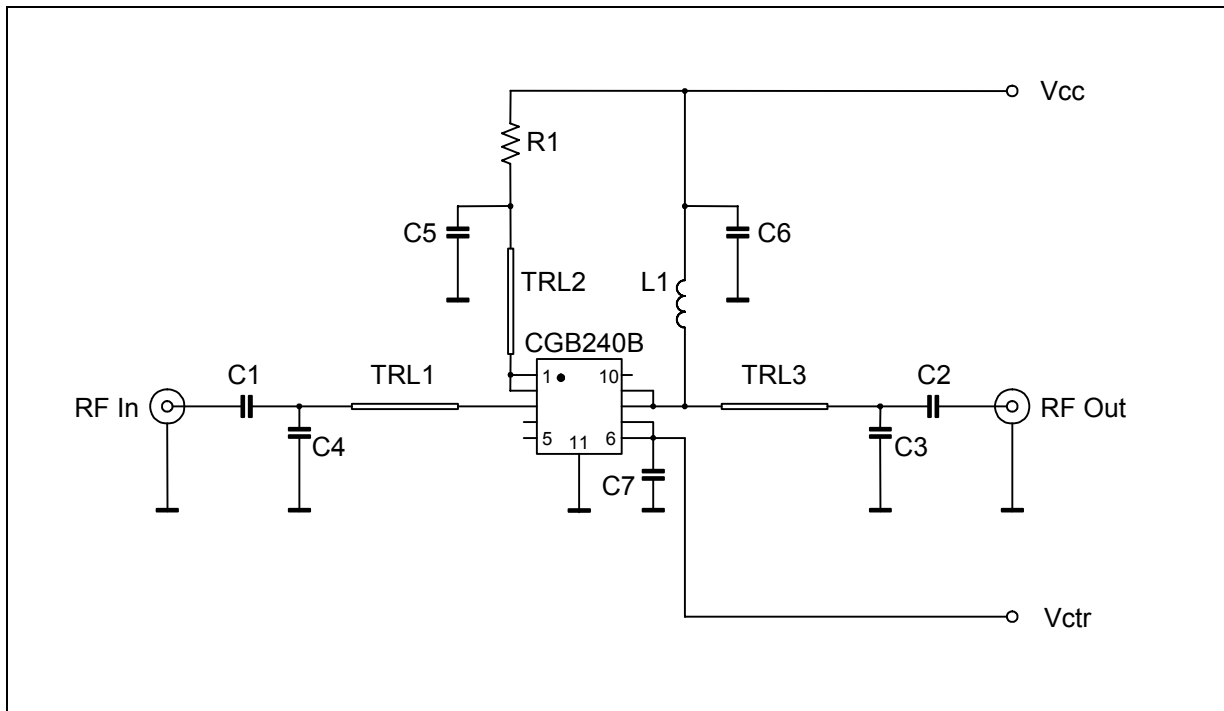 Vcc
R1
C5
C6
TRL2
L1
CGB240B
1
10
C1
TRL1
TRL3
C2
RF In
RF Out
C4
5
11
6
C3
C7
Vctr